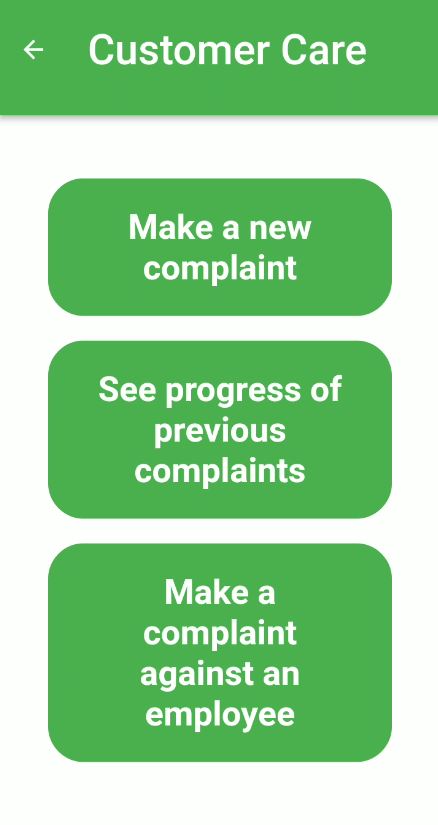 Customer Care
Make a new
complaint
See progress of
previous
complaints
Make a
complaint
against an
employee